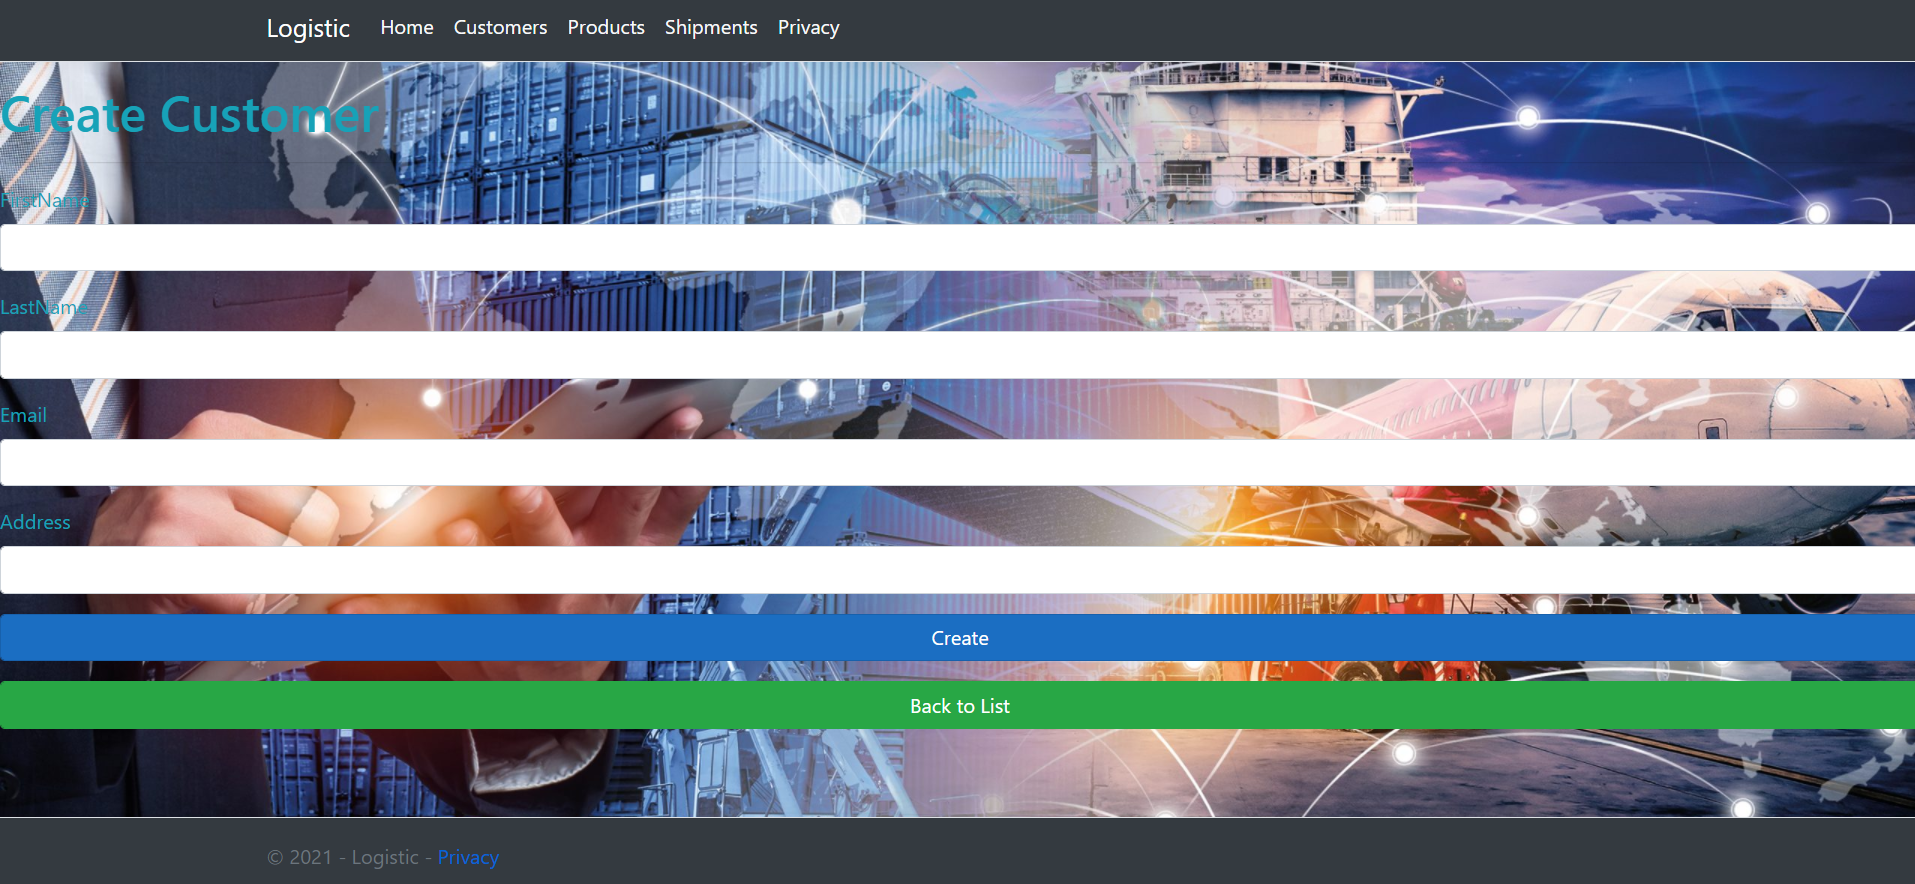 Logistic Home Customers Products Shipments Privacy
Create Customer
FirstName
LastName
Email
Address
Create
Back to List
© 2021 - Logistic - Privacy